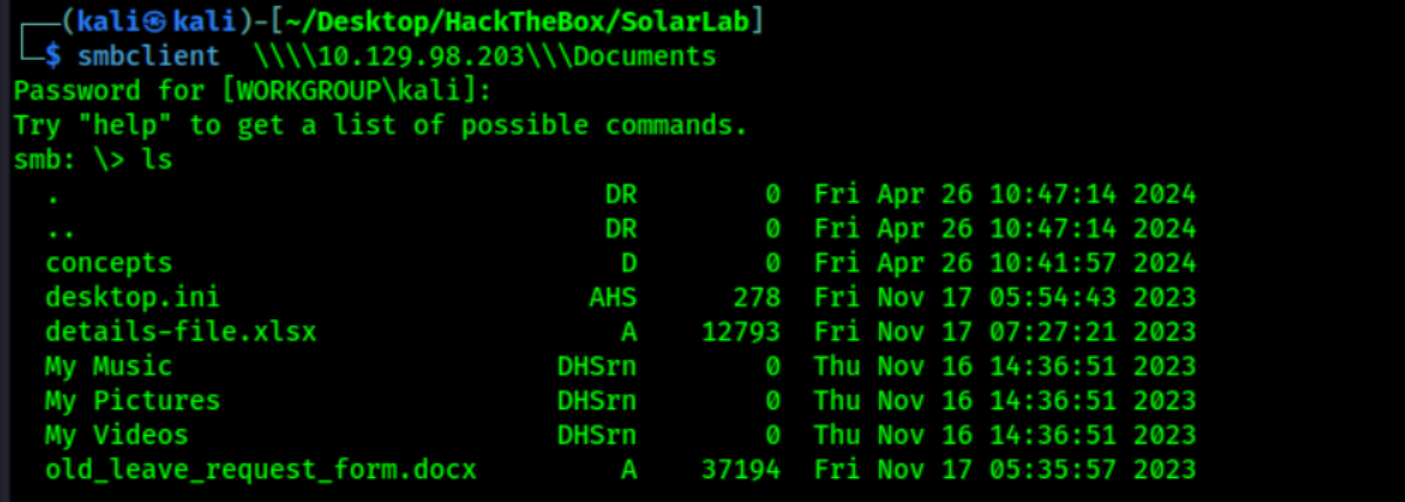 ┌──(kali㉿kali)-[~/Desktop/HackTheBox/SolarLab]
└─$ smbclient  \\\\10.129.98.203\\\Documents
Password for [WORKGROUP\kali]:
Try "help" to get a list of possible commands.
smb: \> ls
  .                                  DR        0  Fri Apr 26 10:47:14 2024
  ..                                 DR        0  Fri Apr 26 10:47:14 2024
  concepts                            D        0  Fri Apr 26 10:41:57 2024
  desktop.ini                       AHS      278  Fri Nov 17 05:54:43 2023
  details-file.xlsx                   A    12793  Fri Nov 17 07:27:21 2023
  My Music                        DHSrn        0  Thu Nov 16 14:36:51 2023
  My Pictures                     DHSrn        0  Thu Nov 16 14:36:51 2023
  My Videos                       DHSrn        0  Thu Nov 16 14:36:51 2023
  old_leave_request_form.docx         A    37194  Fri Nov 17 05:35:57 2023